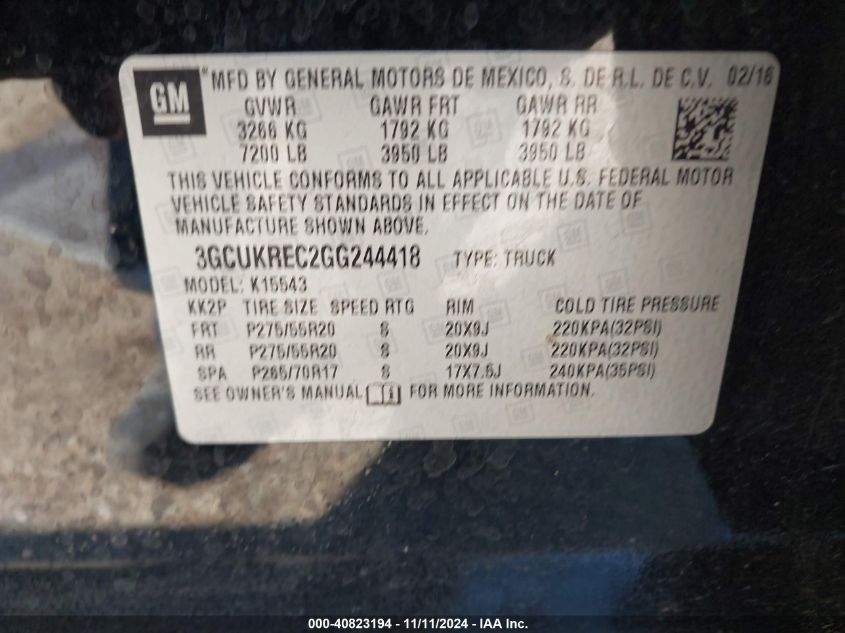 GM
*MFD BY GENERAL MOTORS DE MEXICO, S. DE R.L. DE C.V. 02/16
GVWR GAWR FRT GAWR RR
3266 KG 1792 KG 1792 KG
7200 LB 3950 LB 3950 LB
THIS VEHICLE CONFORMS TO ALL APPLICABLE U.S. FEDERAL MOTOR
VEHICLE SAFETY STANDARDS IN EFFECT ON THE DATE OF
MANUFACTURE SHOWN ABOVE.
3GCUKREC2GG244418 TYPE: TRUCK
MODEL: K15543
KK2P TIRE SIZE SPEED RTG RIM COLD TIRE PRESSURE
FRT P275/55R20 S 20X9J 220KPA(32PSI)
RR P275/55R20 S 20X9J 220KPA(32PSI)
SPA P265/70R17 S 17X7.5J 240KPA(35PSI)
SEE OWNER'S MANUAL i FOR MORE INFORMATION.
000-40823194 - 11/11/2024 - IAA Inc.